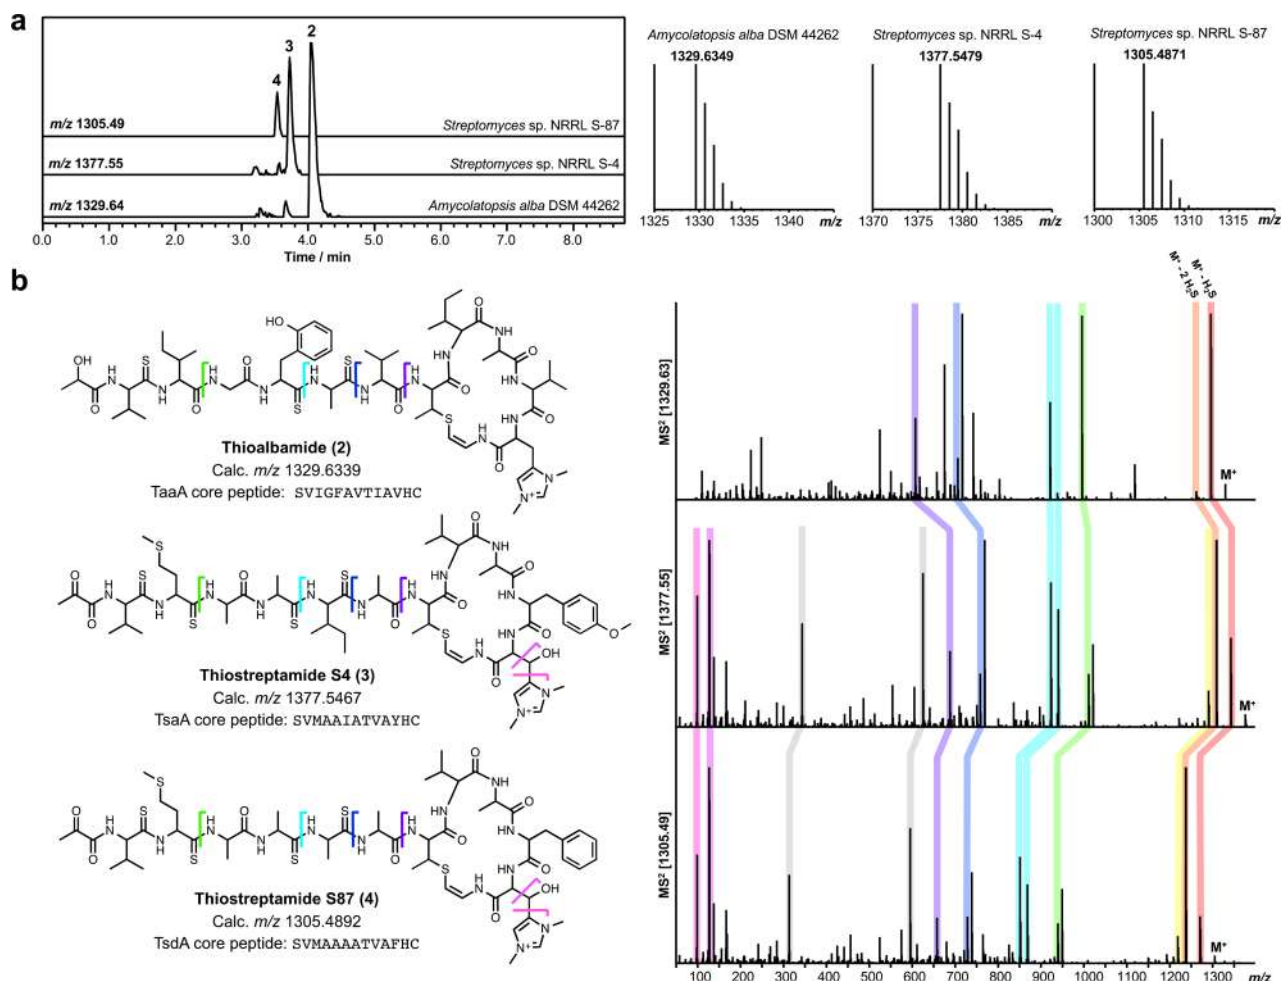 a
2
3
4
m/z 1305.49
Streptomyces sp. NRRL S-87
m/z 1377.55
Streptomyces sp. NRRL S-4
m/z 1329.64
Amycolatopsis alba DSM 44262
0.0 1.0 2.0 3.0 4.0 5.0 6.0 7.0 8.0
Time / min
Amycolatopsis alba DSM 44262
1329.6349
1325 1330 1335 1340 m/z
Streptomyces sp. NRRL S-4
1377.5479
1370 1375 1380 1385 m/z
Streptomyces sp. NRRL S-87
1305.4871
1300 1305 1310 1315 m/z
b
Thioalbamide (2)
Calc. m/z 1329.6339
TaaA core peptide: SVIGFAVTIAVHC
Thiostreptamide S4 (3)
Calc. m/z 1377.5467
TsaA core peptide: SVMAAIATVAYHC
Thiostreptamide S87 (4)
Calc. m/z 1305.4892
TsdA core peptide: SVMAAAATVAFHC
M⁺ - 2 H₂S
M⁺ - H₂S
MS² [1329.63]
M⁺
MS² [1377.55]
M⁺
MS² [1305.49]
M⁺
100 200 300 400 500 600 700 800 900 1000 1100 1200 1300 m/z